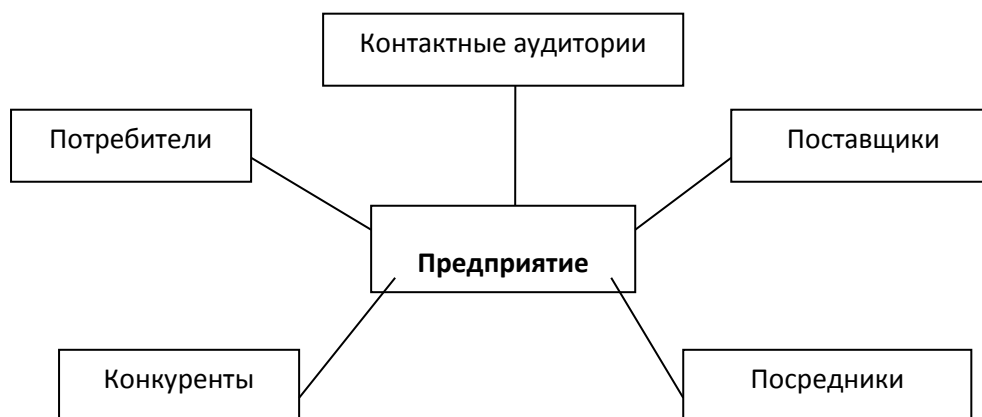 Контактные аудитории
Потребители
Поставщики
Предприятие
Конкуренты
Посредники